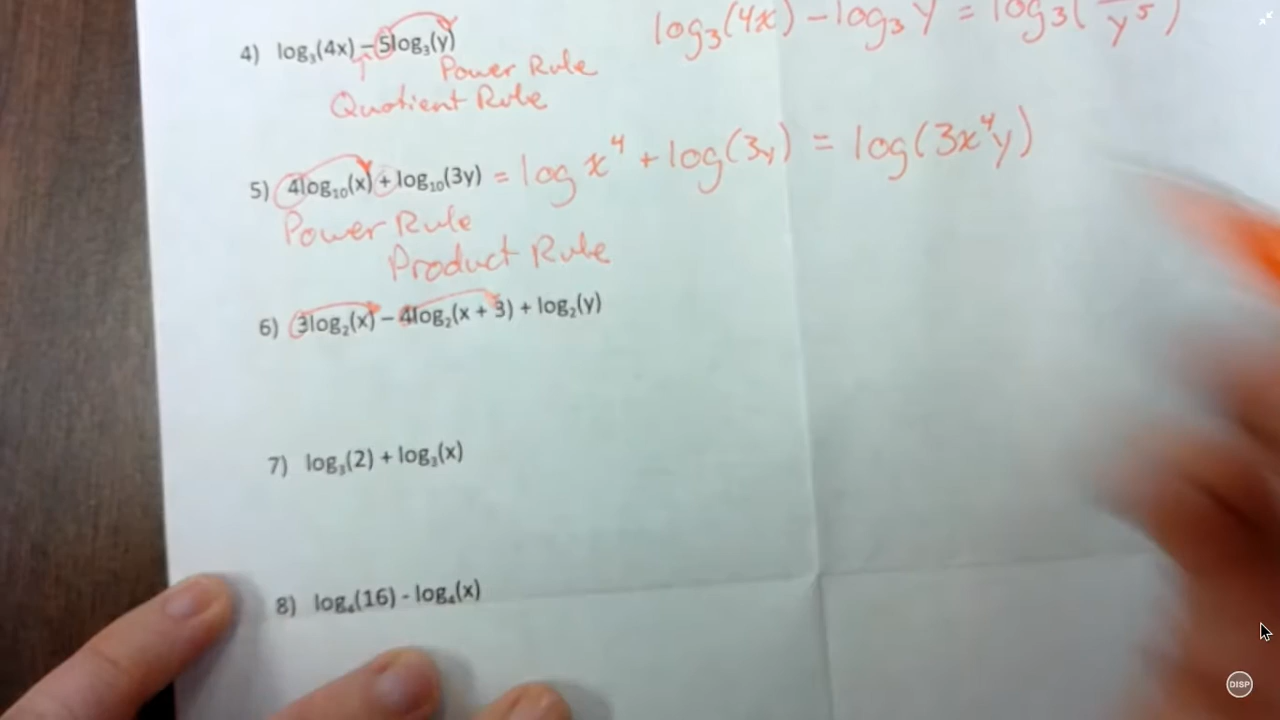 log₃(4x) - log₃ y = log₃( y⁵ )
4) log₃(4x) – 5log₃(y)
Power Rule
Quotient Rule
5) 4log₁₀(x) + log₁₀(3y) = log x⁴ + log(3y) = log(3x⁴y)
Power Rule
Product Rule
6) 3log₂(x) – 4log₂(x + 3) + log₂(y)
7) log₃(2) + log₃(x)
8) log₄(16) - log₄(x)
DISP